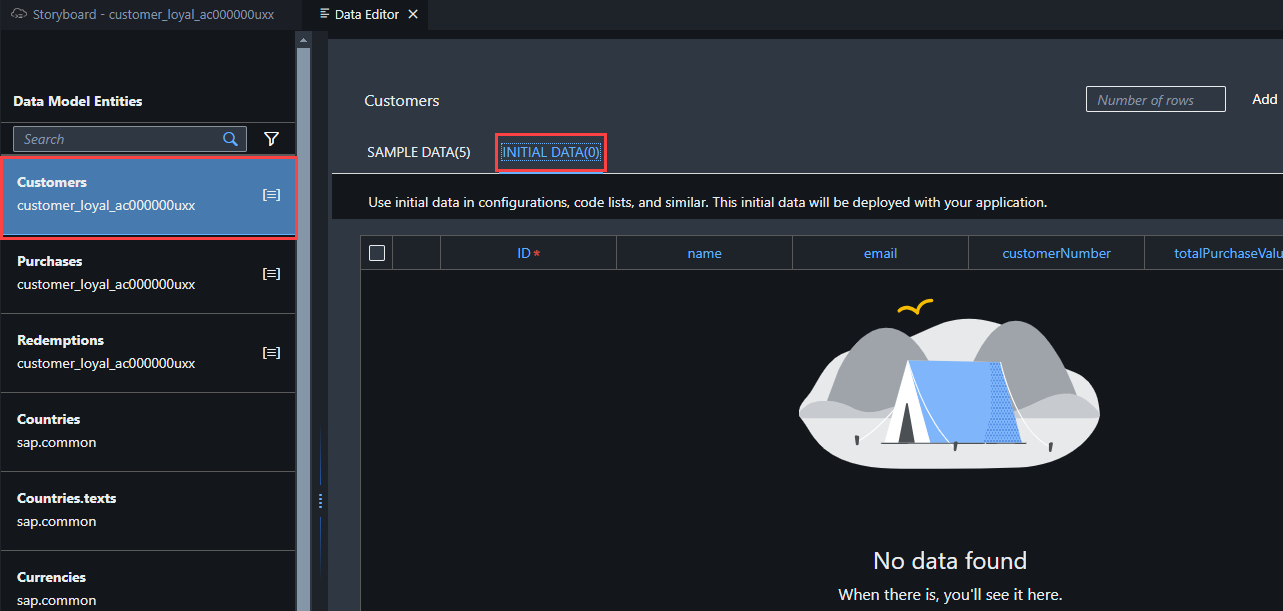 Storyboard - customer_loyal_ac000000uxx
Data Editor
Data Model Entities
Search
Customers
customer_loyal_ac000000uxx
Purchases
customer_loyal_ac000000uxx
Redemptions
customer_loyal_ac000000uxx
Countries
sap.common
Countries.texts
sap.common
Currencies
sap.common
Customers
Number of rows
Add
SAMPLE DATA(5)
INITIAL DATA(0)
Use initial data in configurations, code lists, and similar. This initial data will be deployed with your application.
ID *
name
email
customerNumber
totalPurchaseValu
No data found
When there is, you'll see it here.